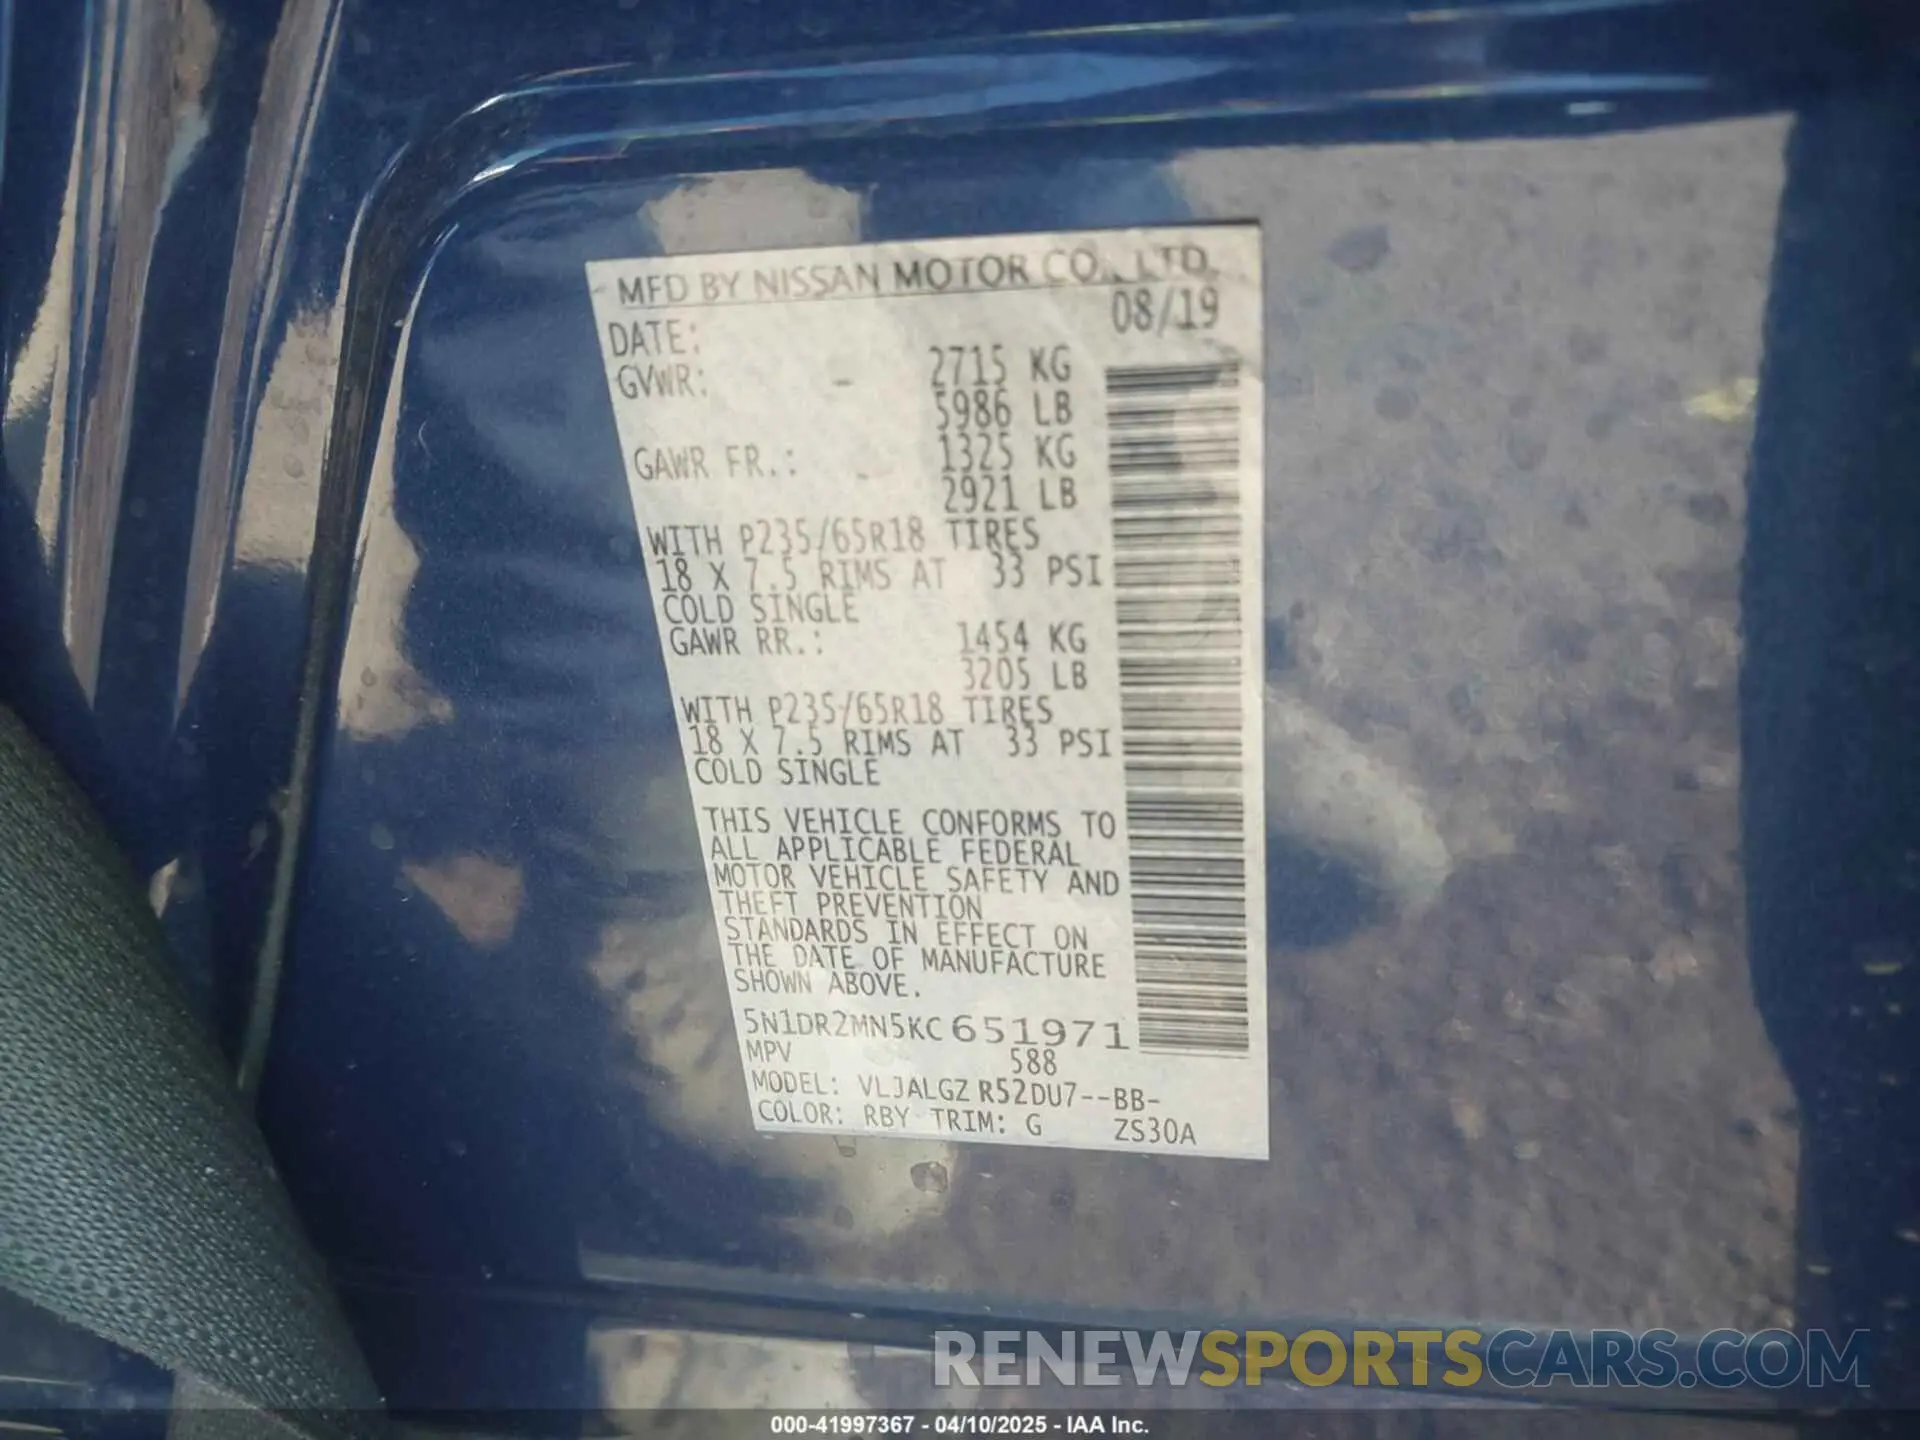 MFD BY NISSAN MOTOR CO., LTD.
DATE: 08/19
GVWR: - 2715 KG
5986 LB
GAWR FR.: - 1325 KG
2921 LB
WITH P235/65R18 TIRES
18 X 7.5 RIMS AT 33 PSI
COLD SINGLE
GAWR RR.: 1454 KG
3205 LB
WITH P235/65R18 TIRES
18 X 7.5 RIMS AT 33 PSI
COLD SINGLE
THIS VEHICLE CONFORMS TO
ALL APPLICABLE FEDERAL
MOTOR VEHICLE SAFETY AND
THEFT PREVENTION
STANDARDS IN EFFECT ON
THE DATE OF MANUFACTURE
SHOWN ABOVE.
5N1DR2MN5KC651971
MPV 588
MODEL: VLJALGZ R52DU7--BB-
COLOR: RBY TRIM: G ZS30A
RENEWSPORTSCARS.COM
000-41997367 - 04/10/2025 - IAA Inc.